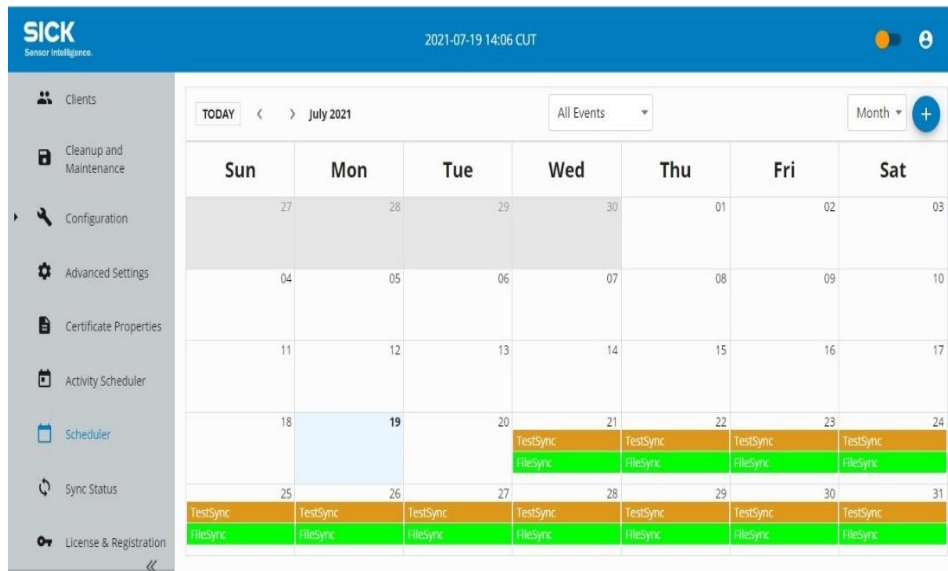 SICK
Sensor Intelligence.
2021-07-19 14:06 CUT
Clients
Cleanup and
Maintenance
Configuration
Advanced Settings
Certificate Properties
Activity Scheduler
Scheduler
Sync Status
License & Registration
TODAY < > July 2021 All Events Month +
Sun Mon Tue Wed Thu Fri Sat
27 28 29 30 01 02 03
04 05 06 07 08 09 10
11 12 13 14 15 16 17
18 19 20 21 22 23 24
TestSync TestSync TestSync TestSync
FileSync FileSync FileSync FileSync
25 26 27 28 29 30 31
TestSync TestSync TestSync TestSync TestSync TestSync TestSync
FileSync FileSync FileSync FileSync FileSync FileSync FileSync